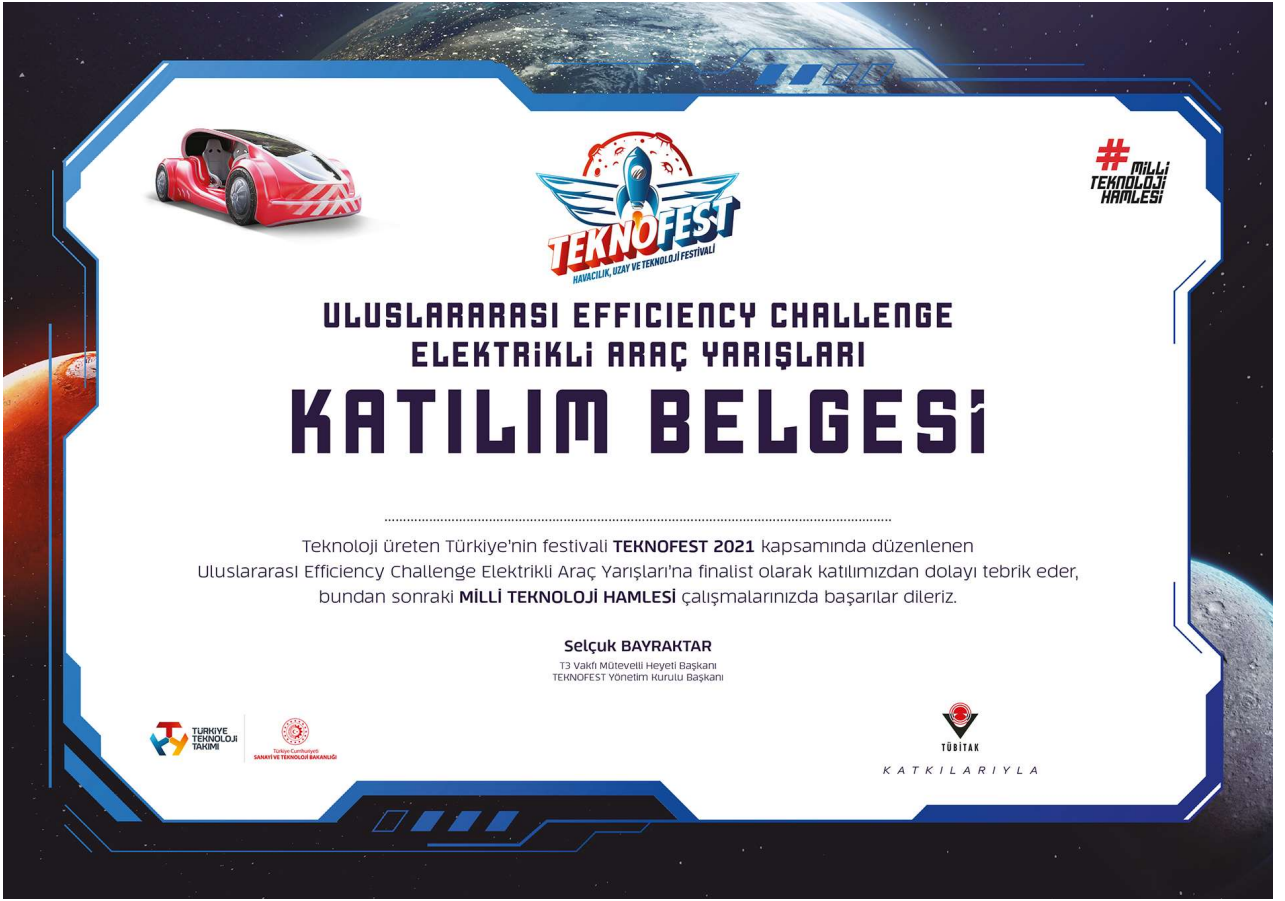 TEKNOFEST
HAVACILIK, UZAY VE TEKNOLOJİ FESTİVALİ
#MİLLİ
TEKNOLOJİ
HAMLESİ
ULUSLARARASI EFFICIENCY CHALLENGE
ELEKTRİKLİ ARAÇ YARIŞLARI
KATILIM BELGESİ
Teknoloji üreten Türkiye'nin festivali TEKNOFEST 2021 kapsamında düzenlenen
Uluslararası Efficiency Challenge Elektrikli Araç Yarışları'na finalist olarak katılımızdan dolayı tebrik eder,
bundan sonraki MİLLİ TEKNOLOJİ HAMLESİ çalışmalarınızda başarılar dileriz.
Selçuk BAYRAKTAR
T3 Vakfı Mütevelli Heyeti Başkanı
TEKNOFEST Yönetim Kurulu Başkanı
TÜRKİYE
TEKNOLOJİ
TAKIMI
Türkiye Cumhuriyeti
SANAYİ VE TEKNOLOJİ BAKANLIĞI
TÜBİTAK
KATKILARIYLA